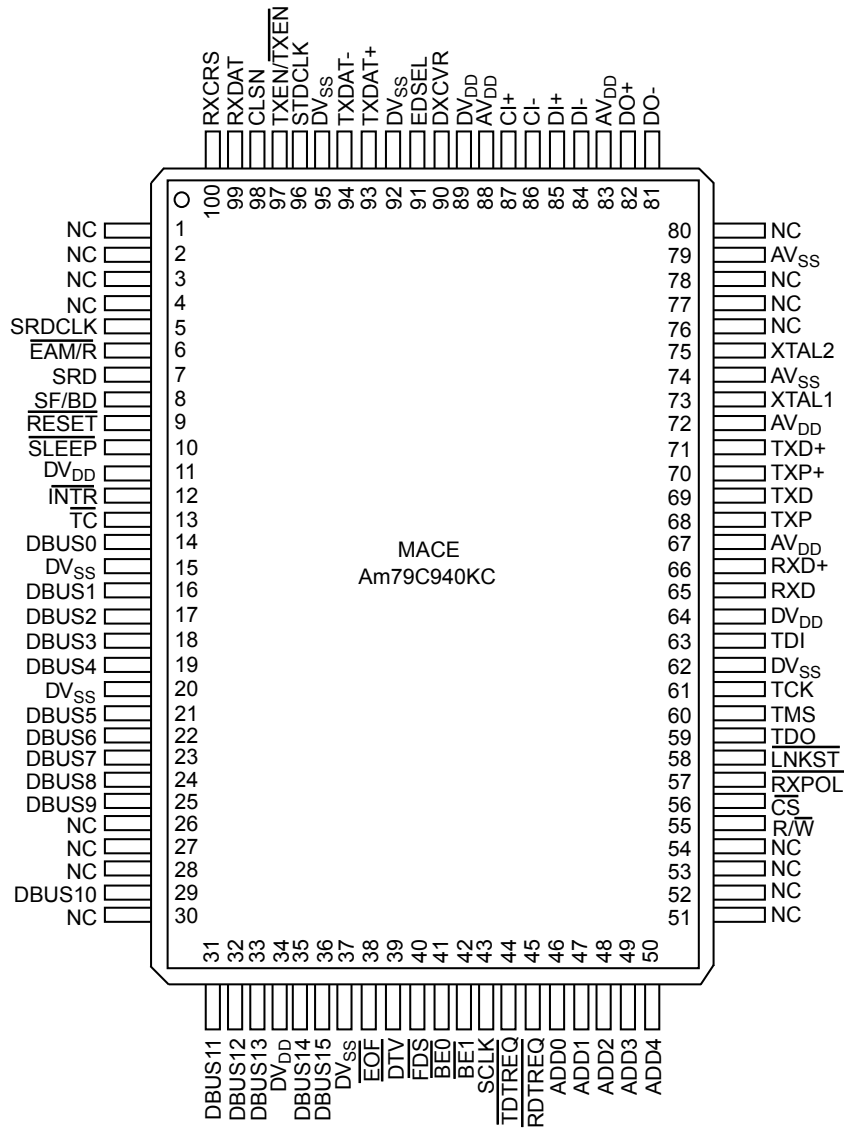 RXCRS
RXDAT
CLSN
TXEN/TXEN
STDCLK
DVSS
TXDAT-
TXDAT+
DVSS
EDSEL
DXCVR
DVDD
AVDD
CI+
CI-
DI+
DI-
AVDD
DO+
DO-
100 99 98 97 96 95 94 93 92 91 90 89 88 87 86 85 84 83 82 81
NC 1 80 NC
NC 2 79 AVSS
NC 3 78 NC
NC 4 77 NC
SRDCLK 5 76 NC
EAM/R 6 75 XTAL2
SRD 7 74 AVSS
SF/BD 8 73 XTAL1
RESET 9 72 AVDD
SLEEP 10 71 TXD+
DVDD 11 70 TXP+
INTR 12 69 TXD
TC 13 68 TXP
DBUS0 14 67 AVDD
DVSS 15 66 RXD+
DBUS1 16 65 RXD
DBUS2 17 64 DVDD
DBUS3 18 63 TDI
DBUS4 19 62 DVSS
DVSS 20 61 TCK
DBUS5 21 60 TMS
DBUS6 22 59 TDO
DBUS7 23 58 LNKST
DBUS8 24 57 RXPOL
DBUS9 25 56 CS
NC 26 55 R/W
NC 27 54 NC
NC 28 53 NC
DBUS10 29 52 NC
NC 30 51 NC
MACE
Am79C940KC
31 32 33 34 35 36 37 38 39 40 41 42 43 44 45 46 47 48 49 50
DBUS11
DBUS12
DBUS13
DVDD
DBUS14
DBUS15
DVSS
EOF
DTV
FDS
BE0
BE1
SCLK
TDTREQ
RDTREQ
ADD0
ADD1
ADD2
ADD3
ADD4